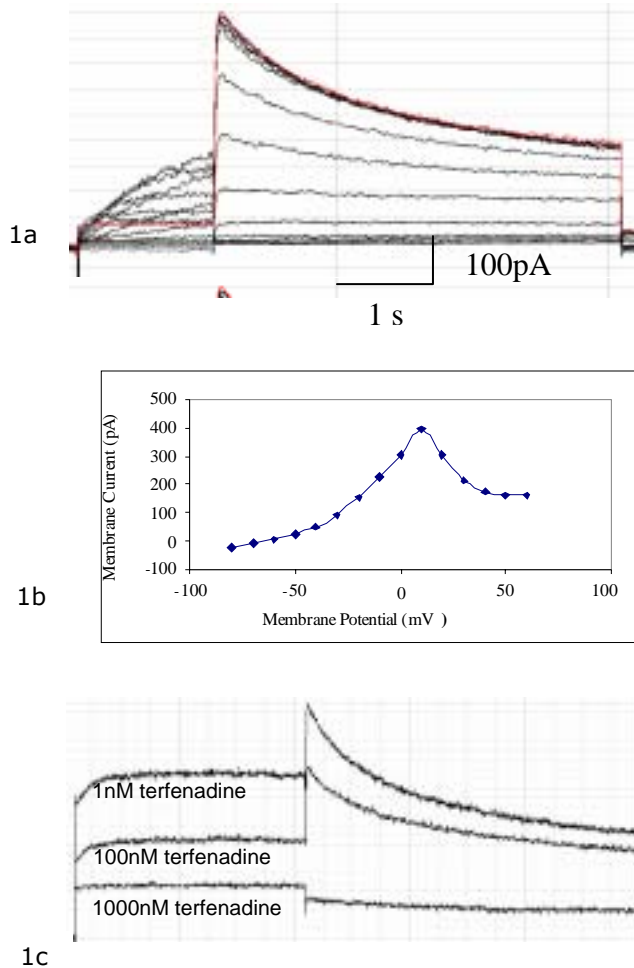 1a
100pA
1 s
500
400
300
200
100
0
-100
Membrane Current (pA)
-100
-50
0
50
100
Membrane Potential (mV )
1b
1nM terfenadine
100nM terfenadine
1000nM terfenadine
1c